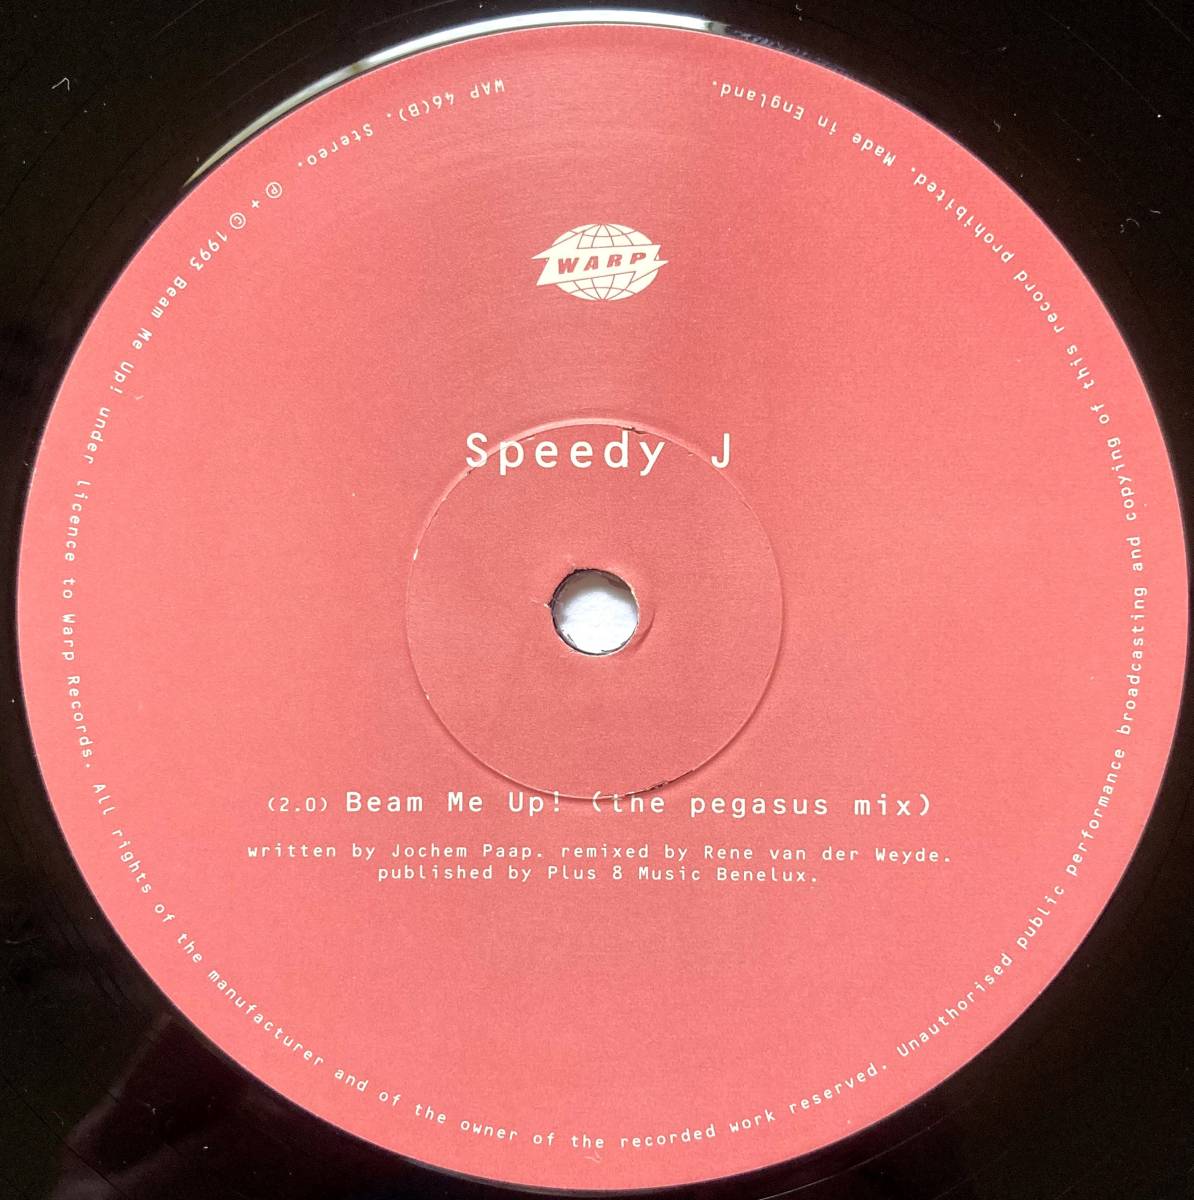 WARP
Speedy J
(2.0) Beam Me Up! (the pegasus mix)
written by Jochem Paap. remixed by Rene van der Weyde.
published by Plus 8 Music Benelux.
WAP 46(B). Stereo. ℗ + © 1993 Beam Me Up! under licence to Warp Records. All rights of the manufacturer and of the owner of the recorded work reserved. Unauthorised public performance broadcasting and copying of this record prohibited. Made in England.